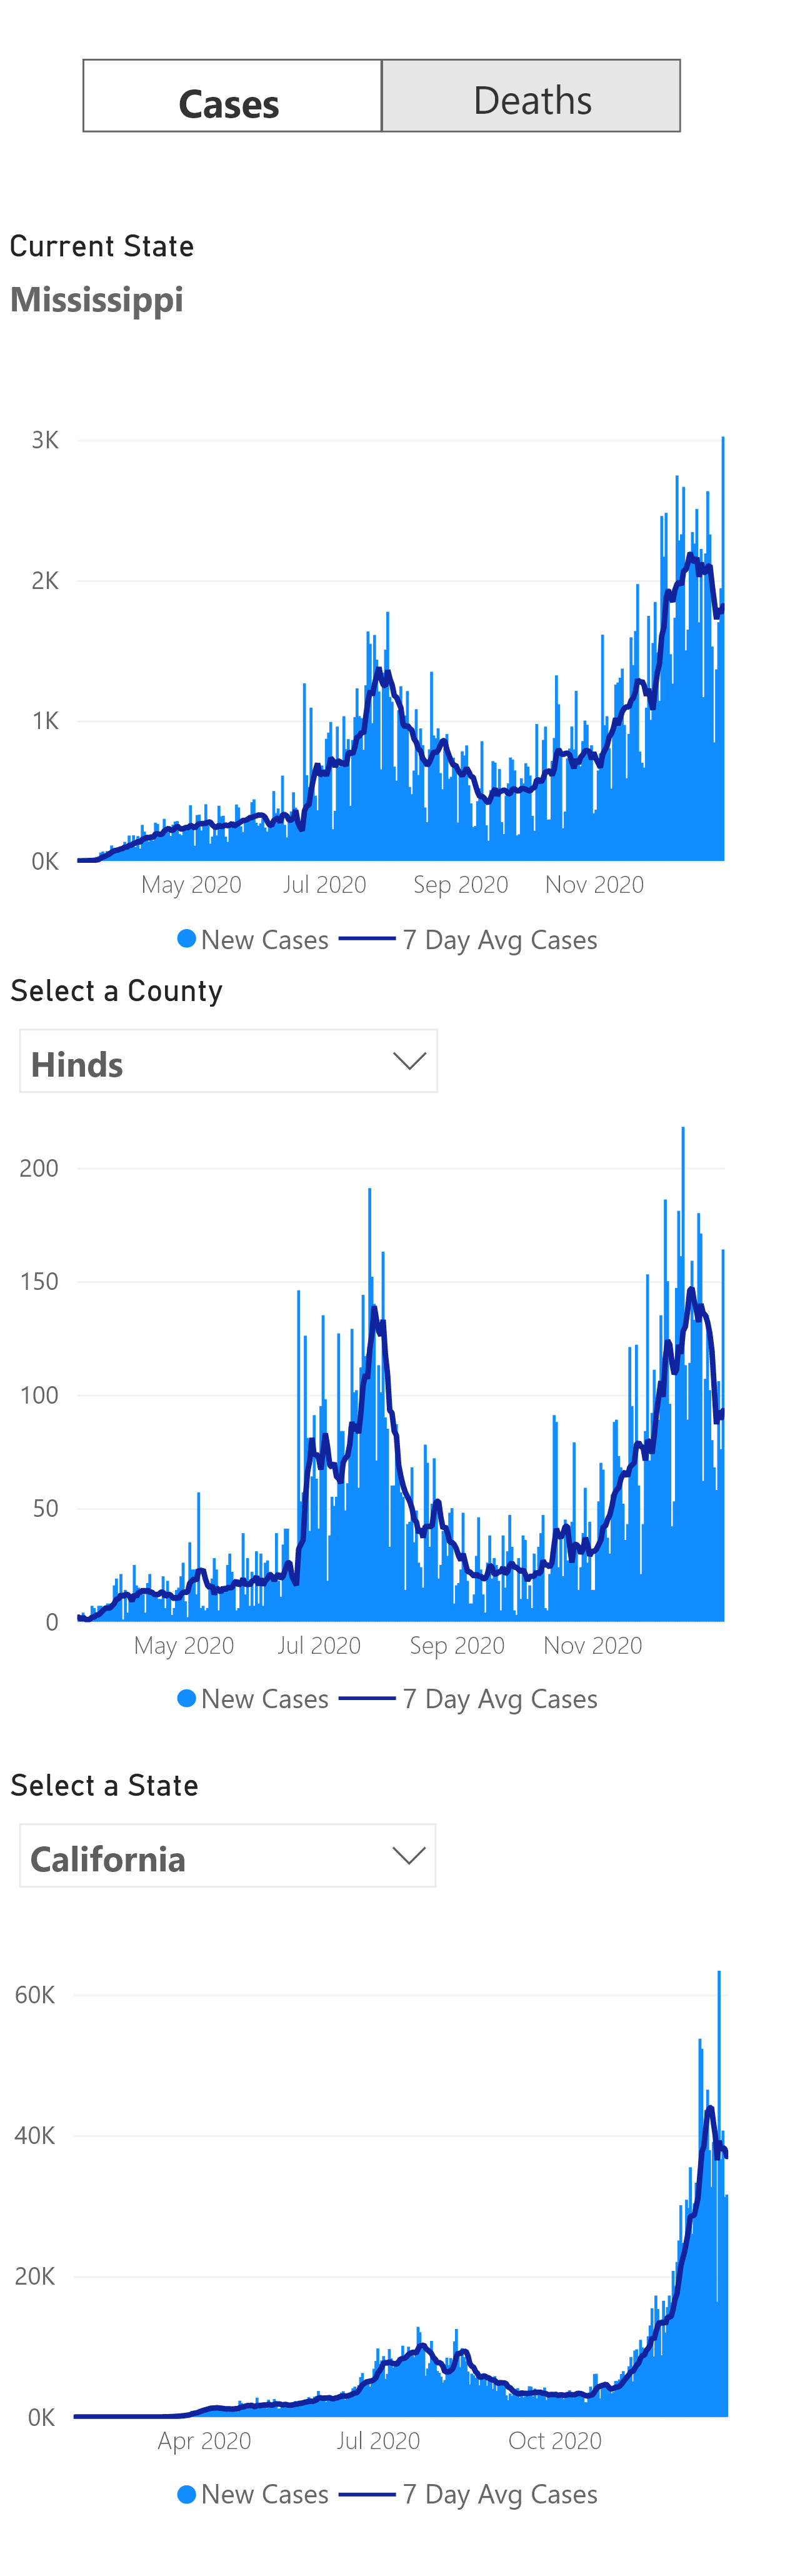 Cases Deaths
Current State
Mississippi
3K
2K
1K
0K
May 2020 Jul 2020 Sep 2020 Nov 2020
New Cases 7 Day Avg Cases
Select a County
Hinds
200
150
100
50
0
May 2020 Jul 2020 Sep 2020 Nov 2020
New Cases 7 Day Avg Cases
Select a State
California
60K
40K
20K
0K
Apr 2020 Jul 2020 Oct 2020
New Cases 7 Day Avg Cases